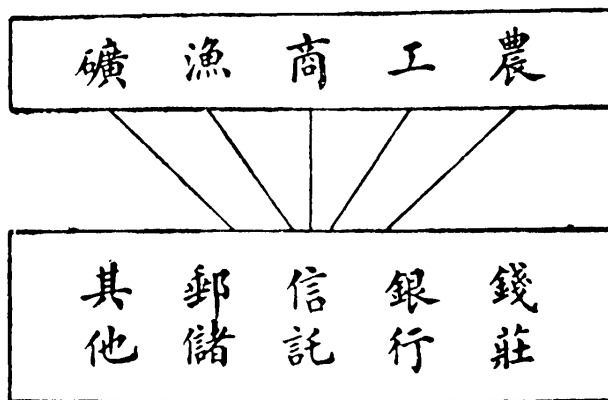 農 工 商 漁 礦
錢莊 銀行 信託 郵儲 其他